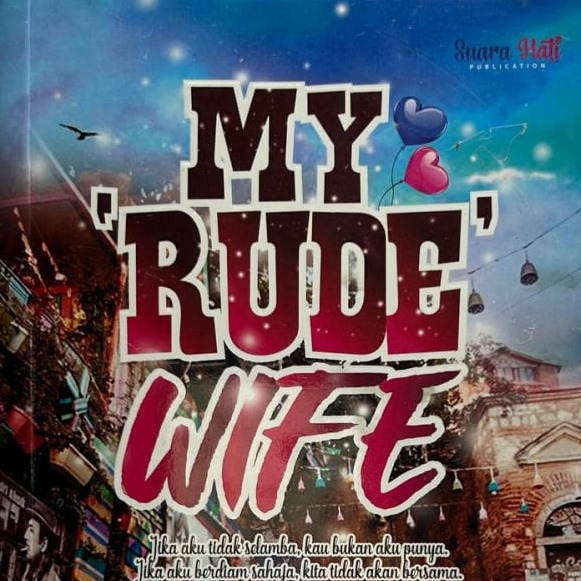 Suara Hati
PUBLICATION
MY
'RUDE'
WIFE
Jika aku tidak selamba, kau bukan aku punya.
Jika aku berdiam sahaja, kita tidak akan bersama.